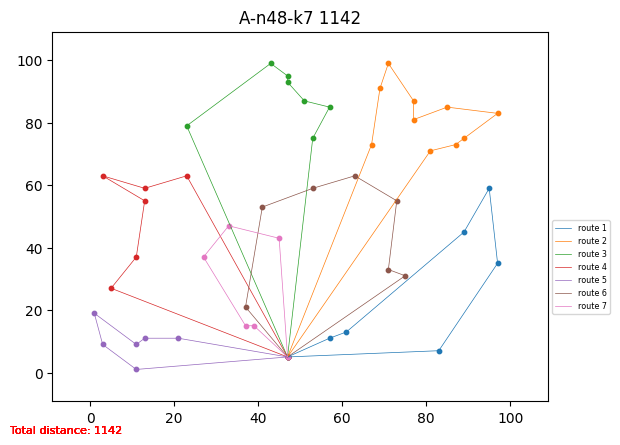 A-n48-k7 1142
100
80
60
40
20
0
0
20
40
60
80
100
route 1
route 2
route 3
route 4
route 5
route 6
route 7
Total distance: 1142